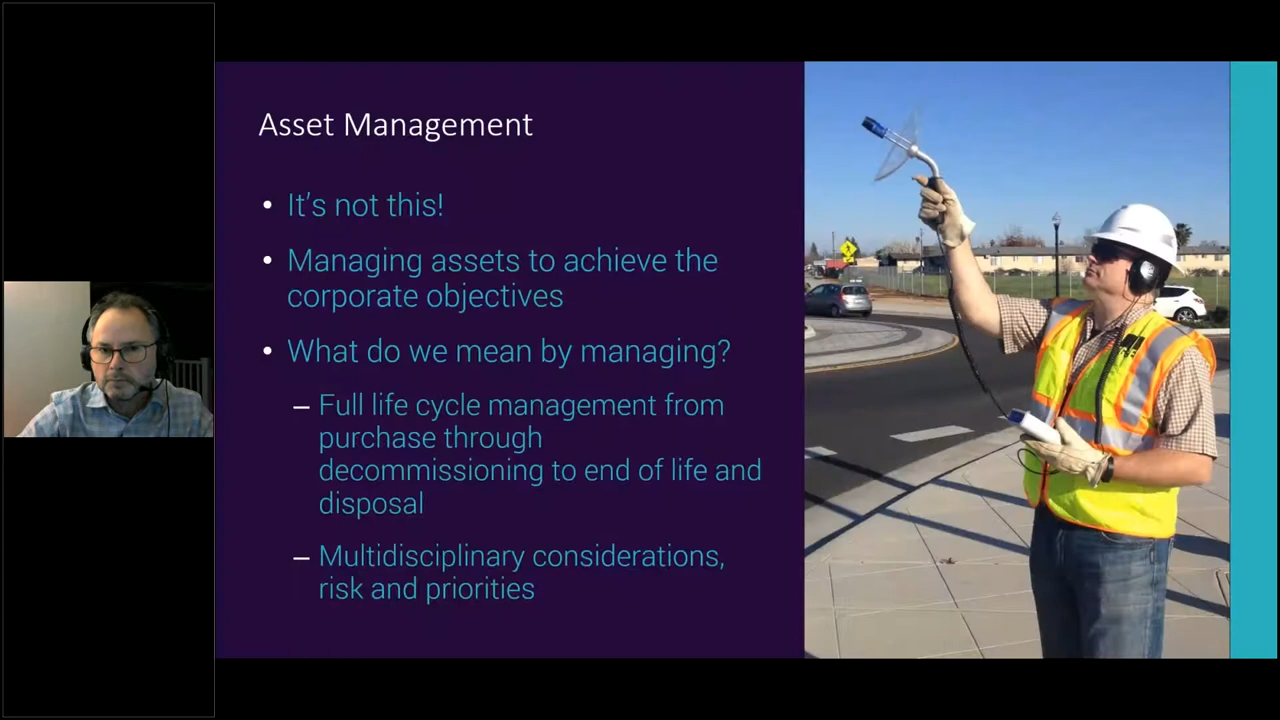 Asset Management
• It's not this!
• Managing assets to achieve the
corporate objectives
• What do we mean by managing?
– Full life cycle management from
purchase through
decommissioning to end of life and
disposal
– Multidisciplinary considerations,
risk and priorities